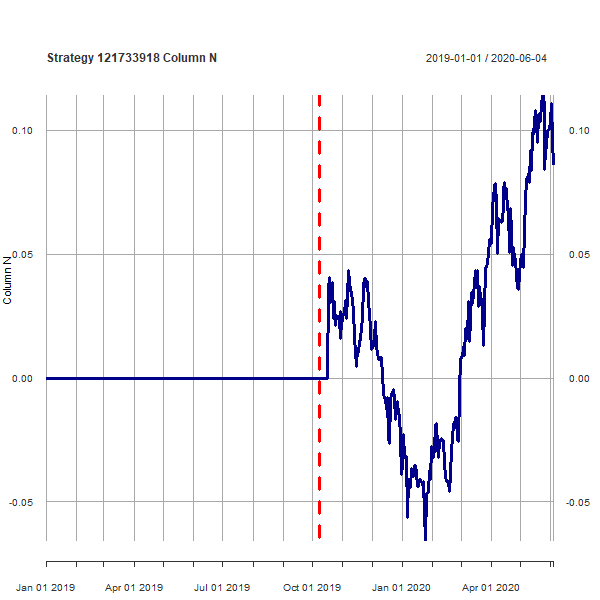 Strategy 121733918 Column N
2019-01-01 / 2020-06-04
0.10
0.10
0.05
0.05
Column N
0.00
0.00
-0.05
-0.05
Jan 01 2019
Apr 01 2019
Jul 01 2019
Oct 01 2019
Jan 01 2020
Apr 01 2020